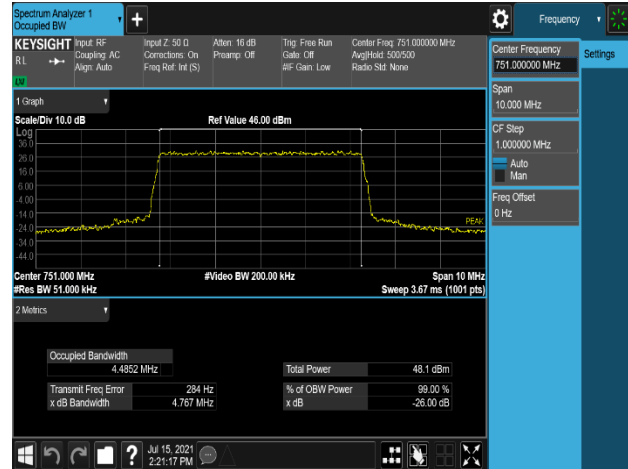 Spectrum Analyzer 1
Occupied BW
Frequency
KEYSIGHT
R L
Input: RF
Coupling: AC
Align: Auto
Input Z: 50 Ω
Corrections: On
Freq Ref: Int (S)
Atten: 16 dB
Preamp: Off
Trig: Free Run
Gate: Off
#IF Gain: Low
Center Freq: 751.000000 MHz
Avg|Hold: 500/500
Radio Std: None
Center Frequency
751.000000 MHz
Settings
Span
10.000 MHz
CF Step
1.000000 MHz
Auto
Man
Freq Offset
0 Hz
1 Graph
Scale/Div 10.0 dB
Ref Value 46.00 dBm
Log
36.0
26.0
16.0
6.00
-4.00
-14.0
-24.0
-34.0
-44.0
PEAK
Center 751.000 MHz
#Video BW 200.00 kHz
Span 10 MHz
#Res BW 51.000 kHz
Sweep 3.67 ms (1001 pts)
2 Metrics
Occupied Bandwidth
4.4852 MHz
Total Power
48.1 dBm
Transmit Freq Error
284 Hz
% of OBW Power
99.00 %
x dB Bandwidth
4.767 MHz
x dB
-26.00 dB
?
Jul 15, 2021
2:21:17 PM